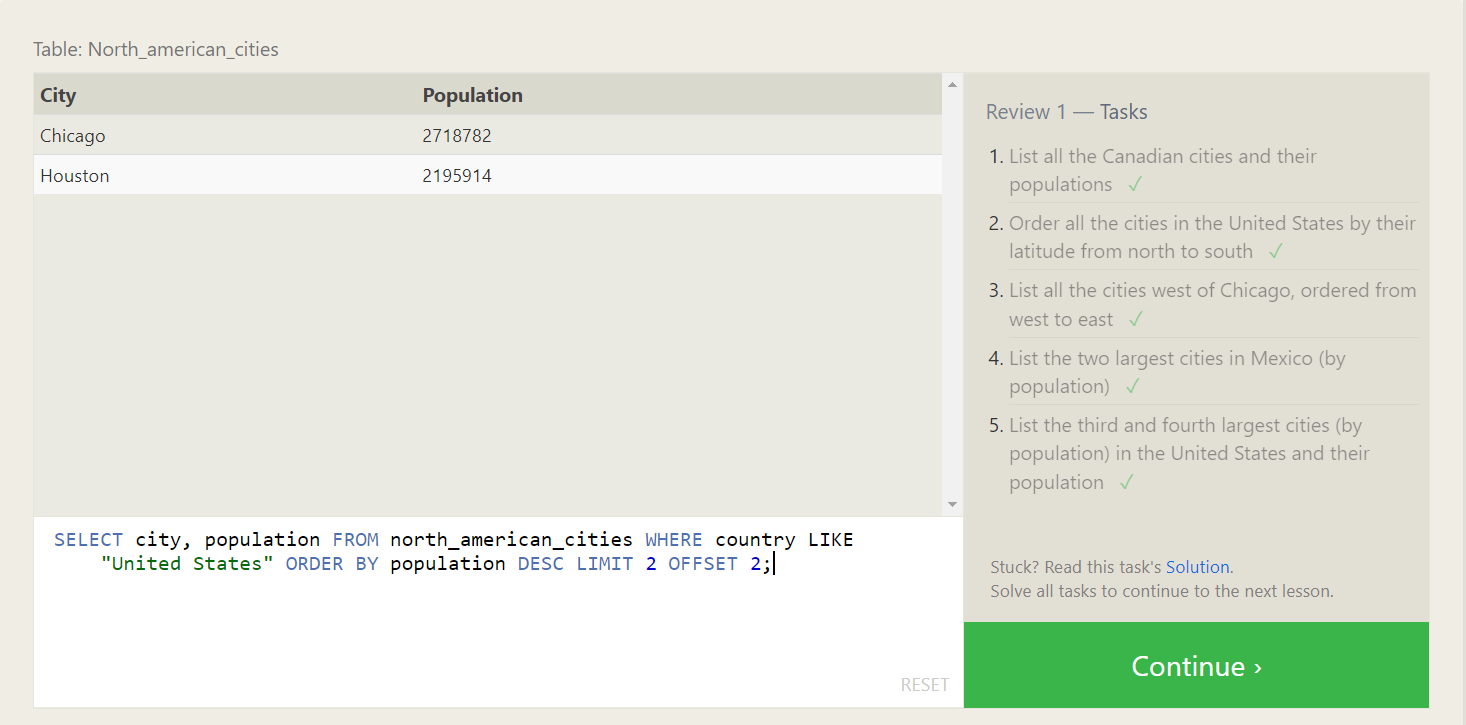 Table: North_american_cities
City Population
Chicago 2718782
Houston 2195914
SELECT city, population FROM north_american_cities WHERE country LIKE
"United States" ORDER BY population DESC LIMIT 2 OFFSET 2;
RESET
Review 1 — Tasks
1. List all the Canadian cities and their
populations ✓
2. Order all the cities in the United States by their
latitude from north to south ✓
3. List all the cities west of Chicago, ordered from
west to east ✓
4. List the two largest cities in Mexico (by
population) ✓
5. List the third and fourth largest cities (by
population) in the United States and their
population ✓
Stuck? Read this task's Solution.
Solve all tasks to continue to the next lesson.
Continue ›